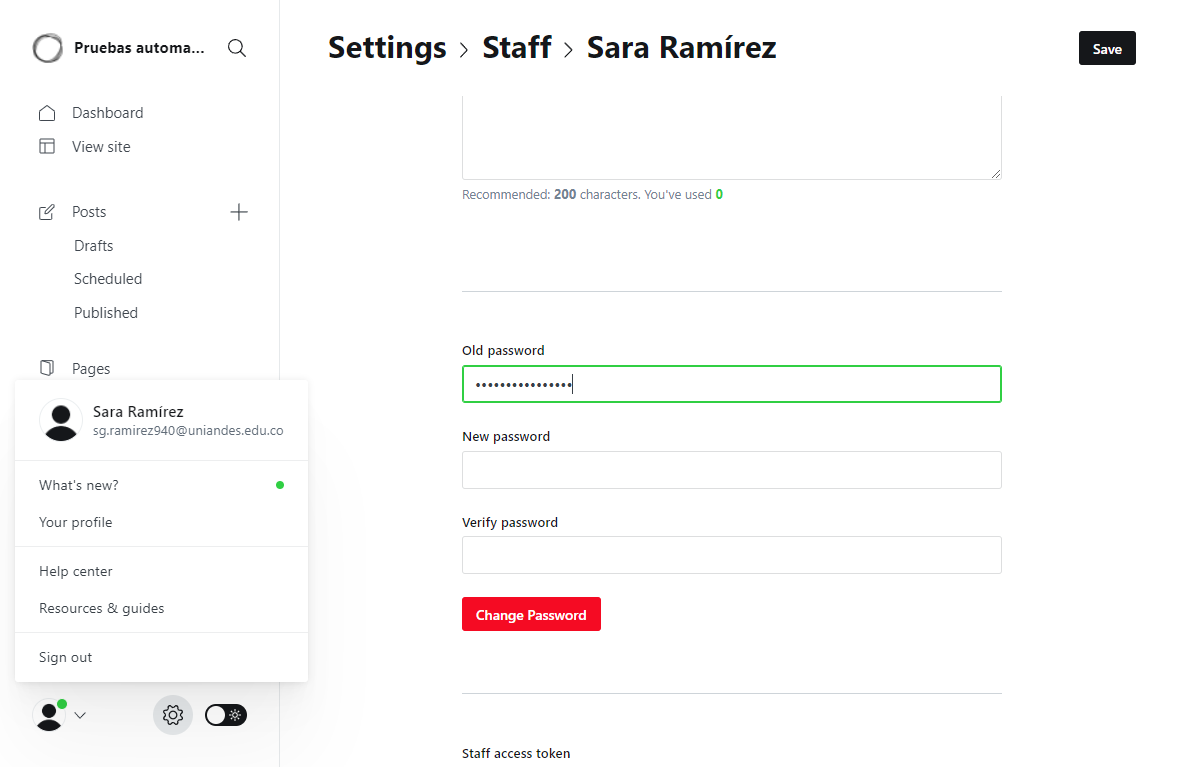 Pruebas automa...
Settings > Staff > Sara Ramírez
Save
Dashboard
View site
Posts
Drafts
Scheduled
Published
Pages
Sara Ramírez
sg.ramirez940@uniandes.edu.co
What's new?
Your profile
Help center
Resources & guides
Sign out
Recommended: 200 characters. You've used 0
Old password
••••••••••••••••
New password
Verify password
Change Password
Staff access token